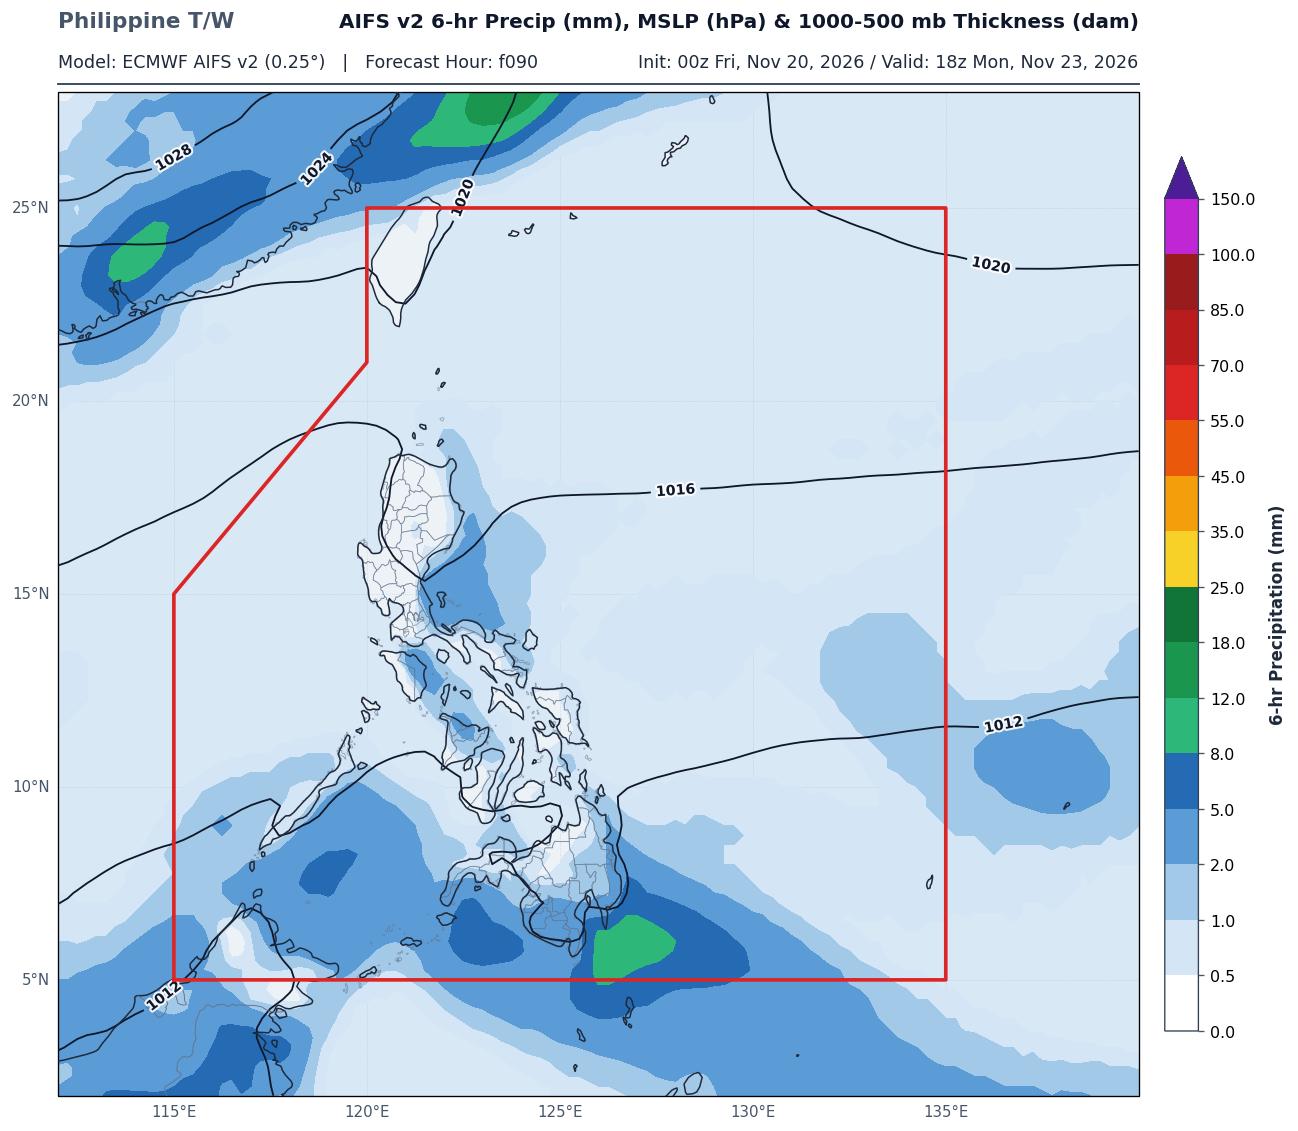 Philippine T/W
AIFS v2 6-hr Precip (mm), MSLP (hPa) & 1000-500 mb Thickness (dam)
Model: ECMWF AIFS v2 (0.25°) | Forecast Hour: f090
Init: 00z Fri, Nov 20, 2026 / Valid: 18z Mon, Nov 23, 2026
1028
1024
1020
1020
1016
1012
1012
25°N
20°N
15°N
10°N
5°N
115°E
120°E
125°E
130°E
135°E
150.0
100.0
85.0
70.0
55.0
45.0
35.0
25.0
18.0
12.0
8.0
5.0
2.0
1.0
0.5
0.0
6-hr Precipitation (mm)